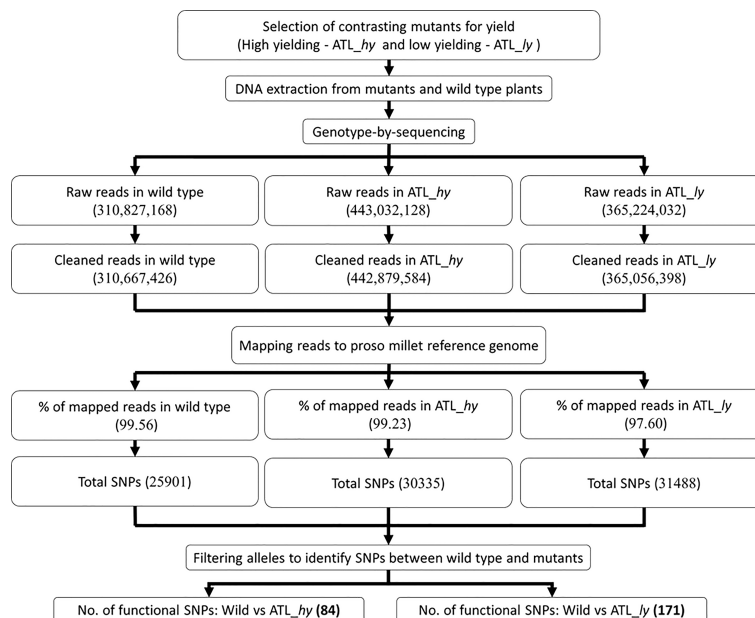 Selection of contrasting mutants for yield
(High yielding - ATL_hy and low yielding - ATL_ly )
DNA extraction from mutants and wild type plants
Genotype-by-sequencing
Raw reads in wild type
(310,827,168)
Raw reads in ATL_hy
(443,032,128)
Raw reads in ATL_ly
(365,224,032)
Cleaned reads in wild type
(310,667,426)
Cleaned reads in ATL_hy
(442,879,584)
Cleaned reads in ATL_ly
(365,056,398)
Mapping reads to proso millet reference genome
% of mapped reads in wild type
(99.56)
% of mapped reads in ATL_hy
(99.23)
% of mapped reads in ATL_ly
(97.60)
Total SNPs (25901)
Total SNPs (30335)
Total SNPs (31488)
Filtering alleles to identify SNPs between wild type and mutants
No. of functional SNPs: Wild vs ATL_hy (84)
No. of functional SNPs: Wild vs ATL_ly (171)